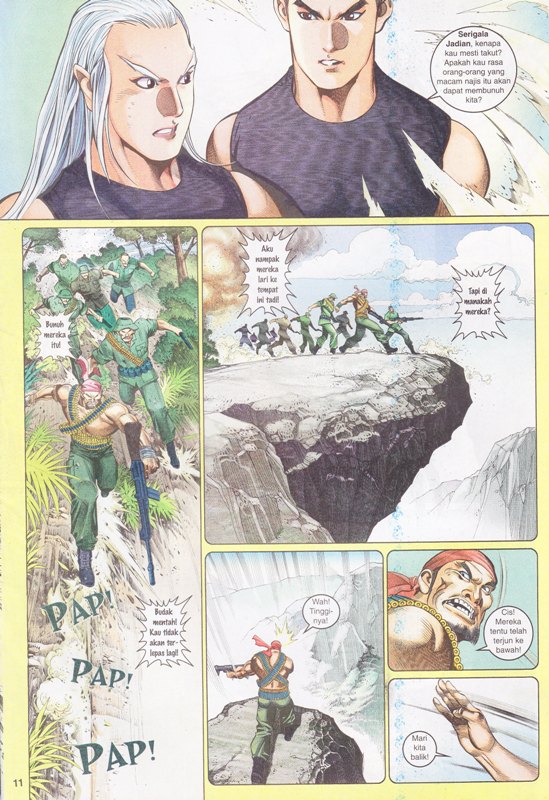 Serigala
Jadian, kenapa
kau mesti takut?
Apakah kau rasa
orang-orang yang
macam najis itu akan
dapat membunuh
kita?
Bunuh
mereka
itu!
Budak
mentah!
Kau tidak
akan ter-
lepas lagi!
PAP!
PAP!
PAP!
Aku
nampak
mereka
lari ke
tempat
ini tadi!
Tapi di
manakah
mereka?
Wah!
Tinggi-
nya!
Cis!
Mereka
tentu telah
terjun ke
bawah!
Mari
kita
balik!
11